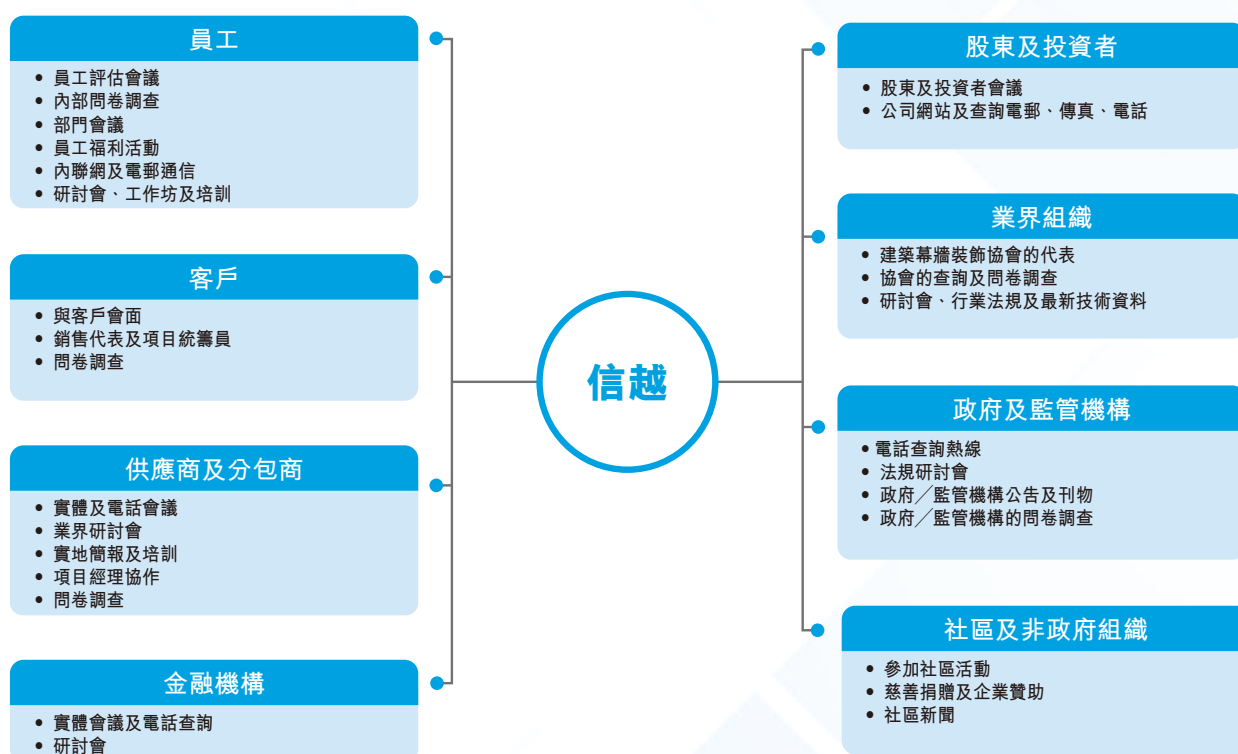 員工
• 員工評估會議
• 內部問卷調查
• 部門會議
• 員工福利活動
• 內聯網及電郵通信
• 研討會、工作坊及培訓
客戶
• 與客戶會面
• 銷售代表及項目統籌員
• 問卷調查
供應商及分包商
• 實體及電話會議
• 業界研討會
• 實地簡報及培訓
• 項目經理協作
• 問卷調查
金融機構
• 實體會議及電話查詢
• 研討會
信越
股東及投資者
• 股東及投資者會議
• 公司網站及查詢電郵、傳真、電話
業界組織
• 建築幕牆裝飾協會的代表
• 協會的查詢及問卷調查
• 研討會、行業法規及最新技術資料
政府及監管機構
• 電話查詢熱線
• 法規研討會
• 政府╱監管機構公告及刊物
• 政府╱監管機構的問卷調查
社區及非政府組織
• 參加社區活動
• 慈善捐贈及企業贊助
• 社區新聞